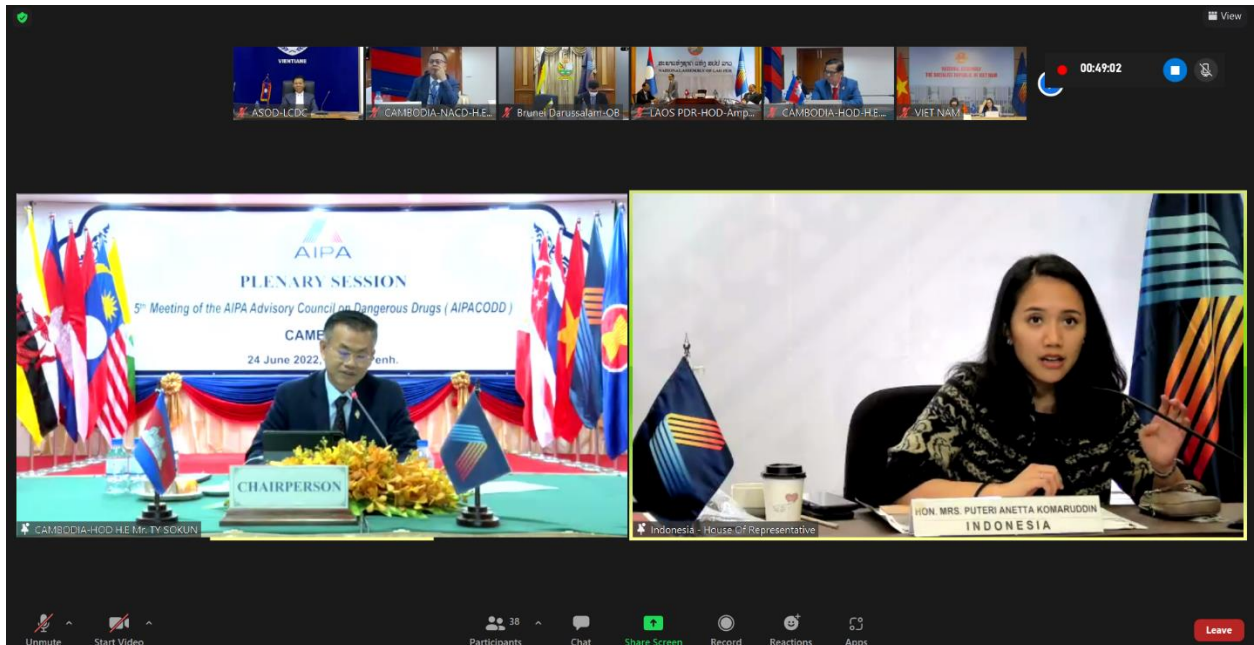 View
VIENTIANE
00:49:02
ASOD-LCDC
CAMBODIA-NACD-H.E...
Brunei Darussalam-OB
LAOS PDR-HOD-Amp...
CAMBODIA-HOD-H.E...
VIET NAM
AIPA
PLENARY SESSION
5th Meeting of the AIPA Advisory Council on Dangerous Drugs ( AIPACODD )
CAMB
24 June 2022, enh.
CHAIRPERSON
CAMBODIA-HOD H.E Mr. TY SOKUN
HON. MRS. PUTERI ANETTA KOMARUDDIN
INDONESIA
Indonesia - House Of Representative
Unmute
Start Video
Participants
38
Chat
Share Screen
Record
Reactions
Apps
Leave